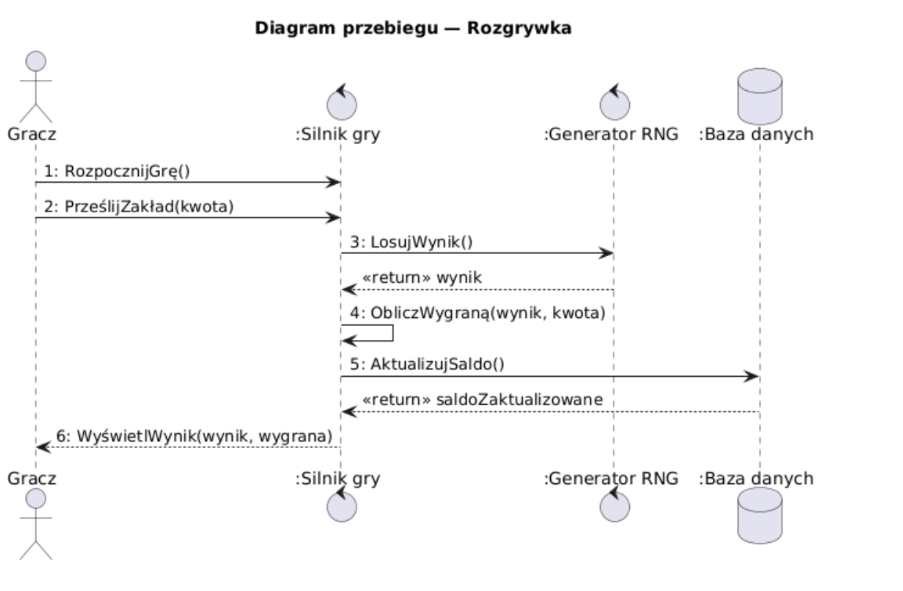 Diagram przebiegu — Rozgrywka
Gracz
:Silnik gry
:Generator RNG
:Baza danych
1: RozpocznijGrę()
2: PrześlijZakład(kwota)
3: LosujWynik()
«return» wynik
4: ObliczWygraną(wynik, kwota)
5: AktualizujSaldo()
«return» saldoZaktualizowane
6: WyświetlWynik(wynik, wygrana)
Gracz
:Silnik gry
:Generator RNG
:Baza danych